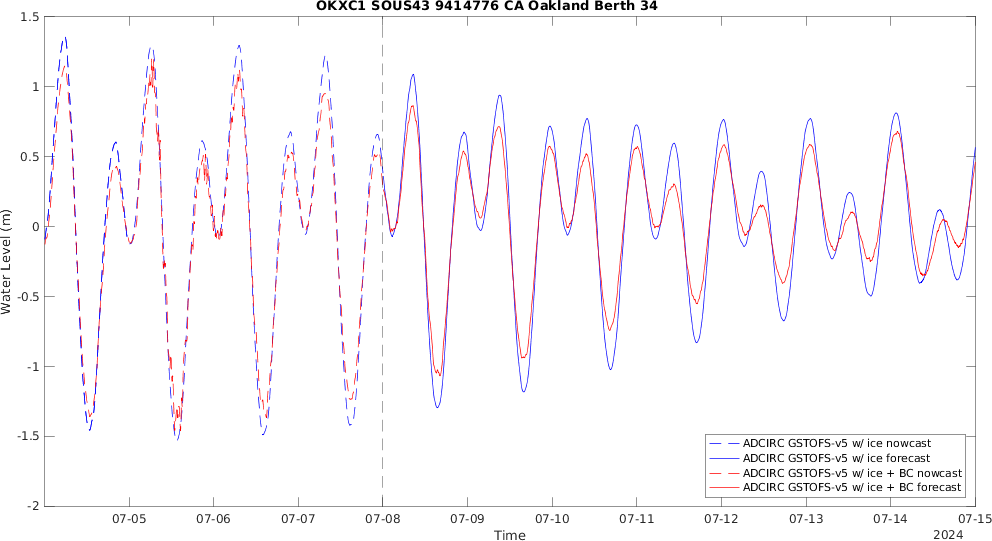 OKXC1 SOUS43 9414776 CA Oakland Berth 34
Water Level (m)
1.5
1
0.5
0
-0.5
-1
-1.5
-2
07-05
07-06
07-07
07-08
07-09
07-10
07-11
07-12
07-13
07-14
07-15
Time
2024
ADCIRC GSTOFS-v5 w/ ice nowcast
ADCIRC GSTOFS-v5 w/ ice forecast
ADCIRC GSTOFS-v5 w/ ice + BC nowcast
ADCIRC GSTOFS-v5 w/ ice + BC forecast